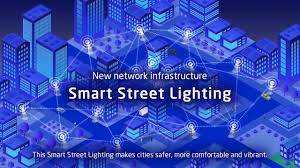 New network infrastructure
Smart Street Lighting
This Smart Street Lighting makes cities safer, more comfortable and vibrant.